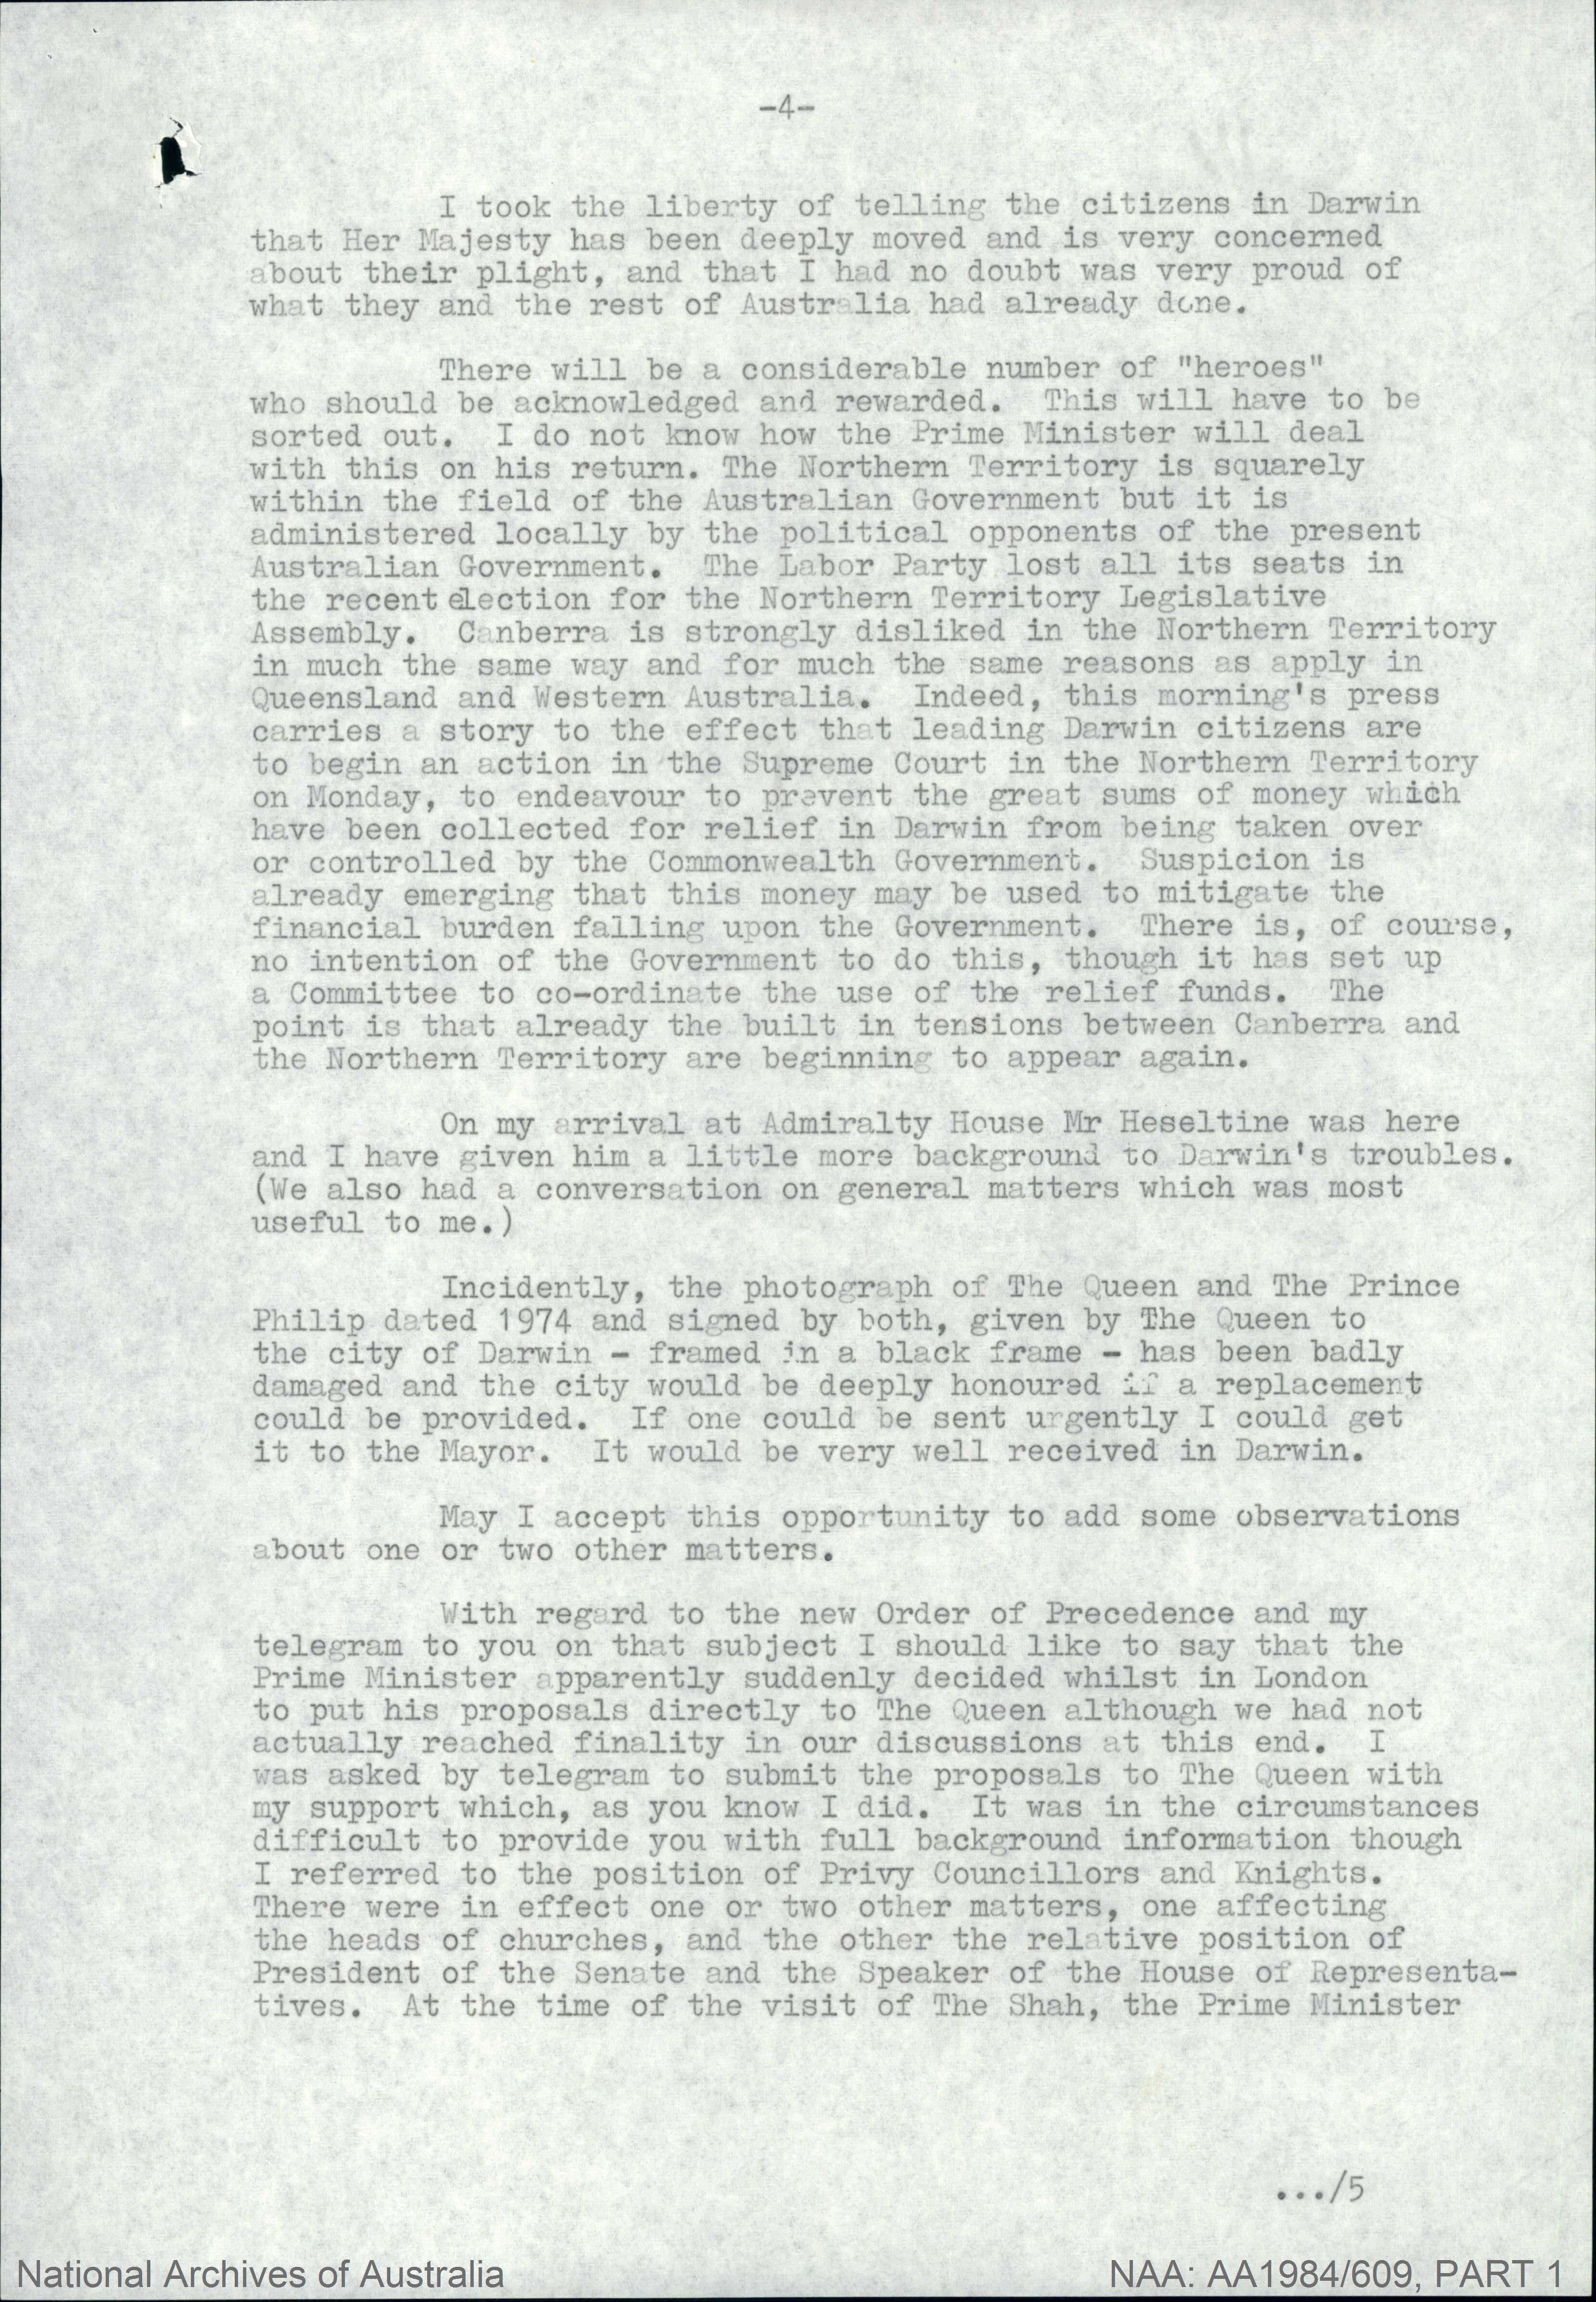 -4-
I took the liberty of telling the citizens in Darwin
that Her Majesty has been deeply moved and is very concerned
about their plight, and that I had no doubt was very proud of
what they and the rest of Australia had already done.
There will be a considerable number of "heroes"
who should be acknowledged and rewarded. This will have to be
sorted out. I do not know how the Prime Minister will deal
with this on his return. The Northern Territory is squarely
within the field of the Australian Government but it is
administered locally by the political opponents of the present
Australian Government. The Labor Party lost all its seats in
the recent election for the Northern Territory Legislative
Assembly. Canberra is strongly disliked in the Northern Territory
in much the same way and for much the same reasons as apply in
Queensland and Western Australia. Indeed, this morning's press
carries a story to the effect that leading Darwin citizens are
to begin an action in the Supreme Court in the Northern Territory
on Monday, to endeavour to prevent the great sums of money which
have been collected for relief in Darwin from being taken over
or controlled by the Commonwealth Government. Suspicion is
already emerging that this money may be used to mitigate the
financial burden falling upon the Government. There is, of course,
no intention of the Government to do this, though it has set up
a Committee to co-ordinate the use of the relief funds. The
point is that already the built in tensions between Canberra and
the Northern Territory are beginning to appear again.
On my arrival at Admiralty House Mr Heseltine was here
and I have given him a little more background to Darwin's troubles.
(We also had a conversation on general matters which was most
useful to me.)
Incidently, the photograph of The Queen and The Prince
Philip dated 1974 and signed by both, given by The Queen to
the city of Darwin - framed in a black frame - has been badly
damaged and the city would be deeply honoured if a replacement
could be provided. If one could be sent urgently I could get
it to the Mayor. It would be very well received in Darwin.
May I accept this opportunity to add some observations
about one or two other matters.
With regard to the new Order of Precedence and my
telegram to you on that subject I should like to say that the
Prime Minister apparently suddenly decided whilst in London
to put his proposals directly to The Queen although we had not
actually reached finality in our discussions at this end. I
was asked by telegram to submit the proposals to The Queen with
my support which, as you know I did. It was in the circumstances
difficult to provide you with full background information though
I referred to the position of Privy Councillors and Knights.
There were in effect one or two other matters, one affecting
the heads of churches, and the other the relative position of
President of the Senate and the Speaker of the House of Representa-
tives. At the time of the visit of The Shah, the Prime Minister
.../5
National Archives of Australia
NAA: AA1984/609, PART 1